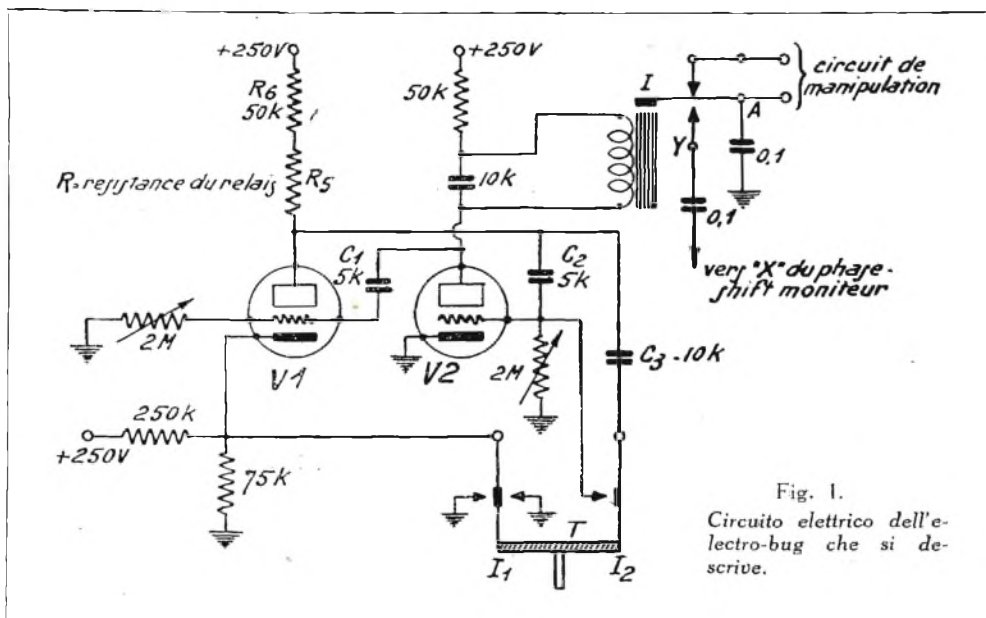 +250V
+250V
R6
50k
50k
I
circuit de
manipulation
A
Y
0,1
R=resistance du relais
R5
10k
0,1
C1
5k
C2
5k
vers "X" du phase-
shift moniteur
2M
V1
V2
2M
C3-10k
250k
+250V
75k
T
I1
I2
Fig. 1.
Circuito elettrico dell'e-
lectro-bug che si de-
scrive.